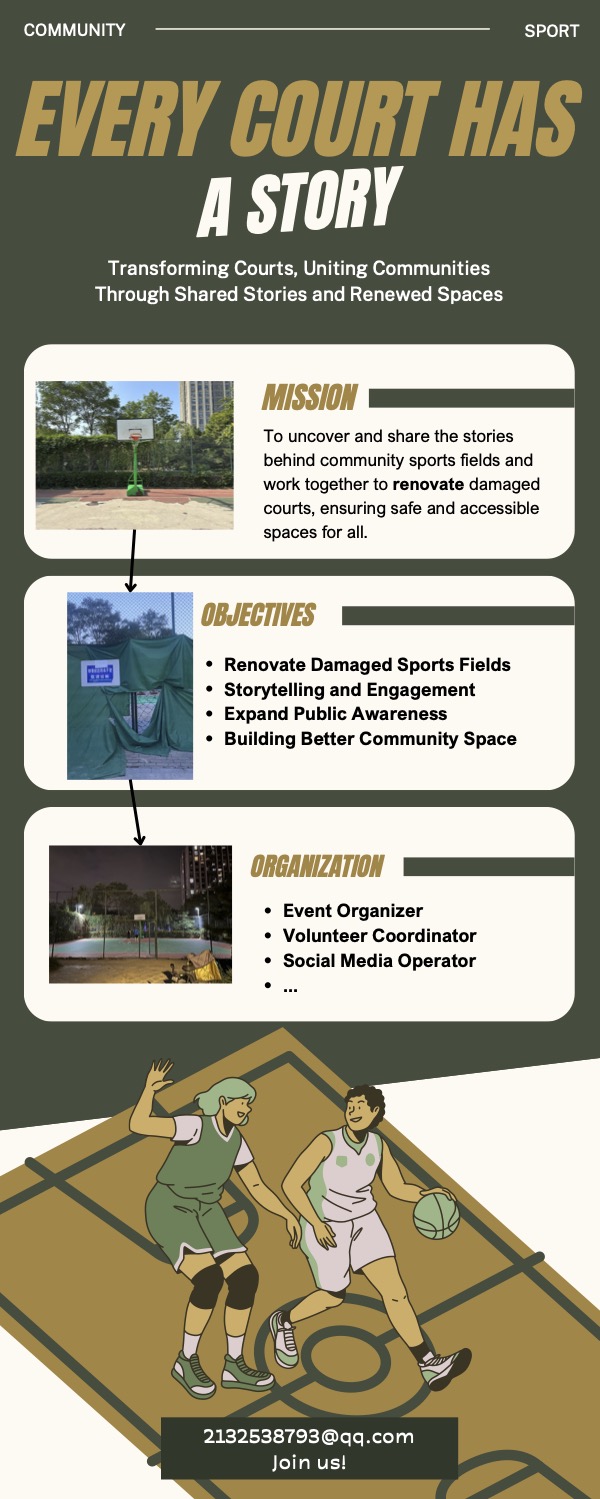 COMMUNITY
SPORT
EVERY COURT HAS
A STORY
Transforming Courts, Uniting Communities
Through Shared Stories and Renewed Spaces
MISSION
To uncover and share the stories
behind community sports fields and
work together to renovate damaged
courts, ensuring safe and accessible
spaces for all.
OBJECTIVES
• Renovate Damaged Sports Fields
• Storytelling and Engagement
• Expand Public Awareness
• Building Better Community Space
ORGANIZATION
• Event Organizer
• Volunteer Coordinator
• Social Media Operator
• ...
2132538793@qq.com
Join us!